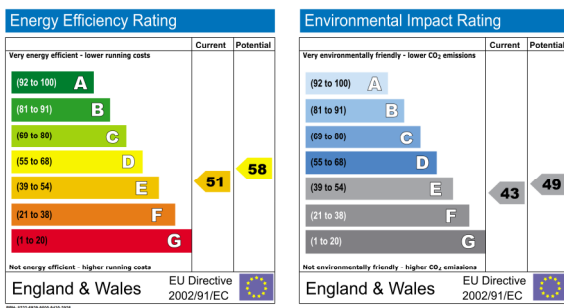 Energy Efficiency Rating
Current Potential
Very energy efficient - lower running costs
(92 to 100) A
(81 to 91) B
(69 to 80) C
(55 to 68) D
(39 to 54) E
(21 to 38) F
(1 to 20) G
51
58
Not energy efficient - higher running costs
England & Wales
EU Directive
2002/91/EC
Environmental Impact Rating
Current Potential
Very environmentally friendly - lower CO₂ emissions
(92 to 100) A
(81 to 91) B
(69 to 00) C
(55 to 68) D
(39 to 54) E
(21 to 38) F
(1 to 20) G
43
49
Not environmentally friendly - higher CO₂ emissions
England & Wales
EU Directive
2002/91/EC